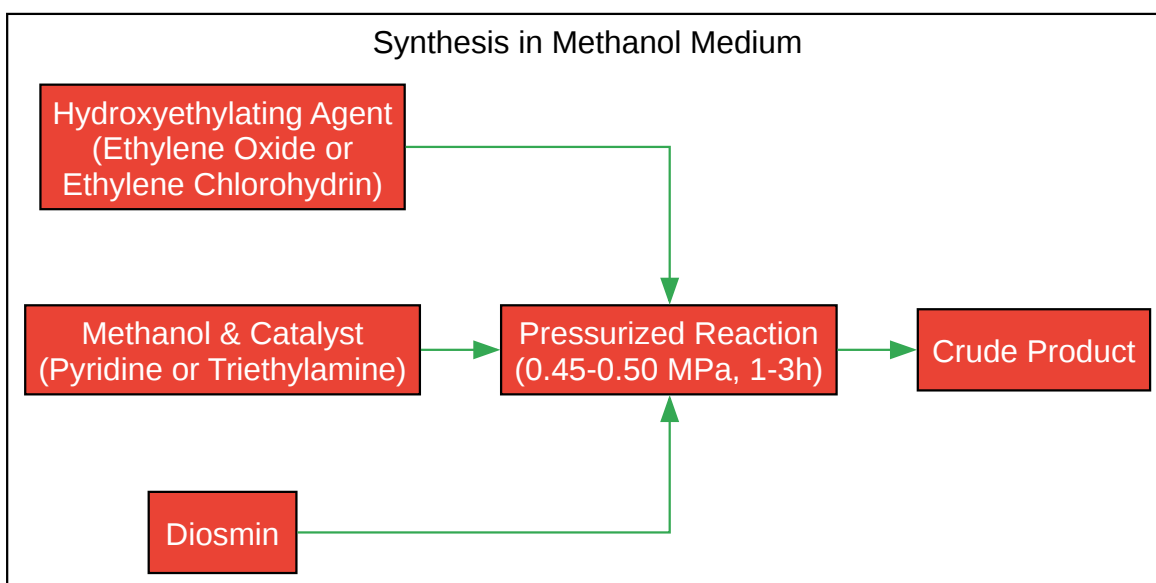 Synthesis in Methanol Medium
Hydroxyethylating Agent
(Ethylene Oxide or
Ethylene Chlorohydrin)
Methanol & Catalyst
(Pyridine or Triethylamine)
Pressurized Reaction
(0.45-0.50 MPa, 1-3h)
Crude Product
Diosmin